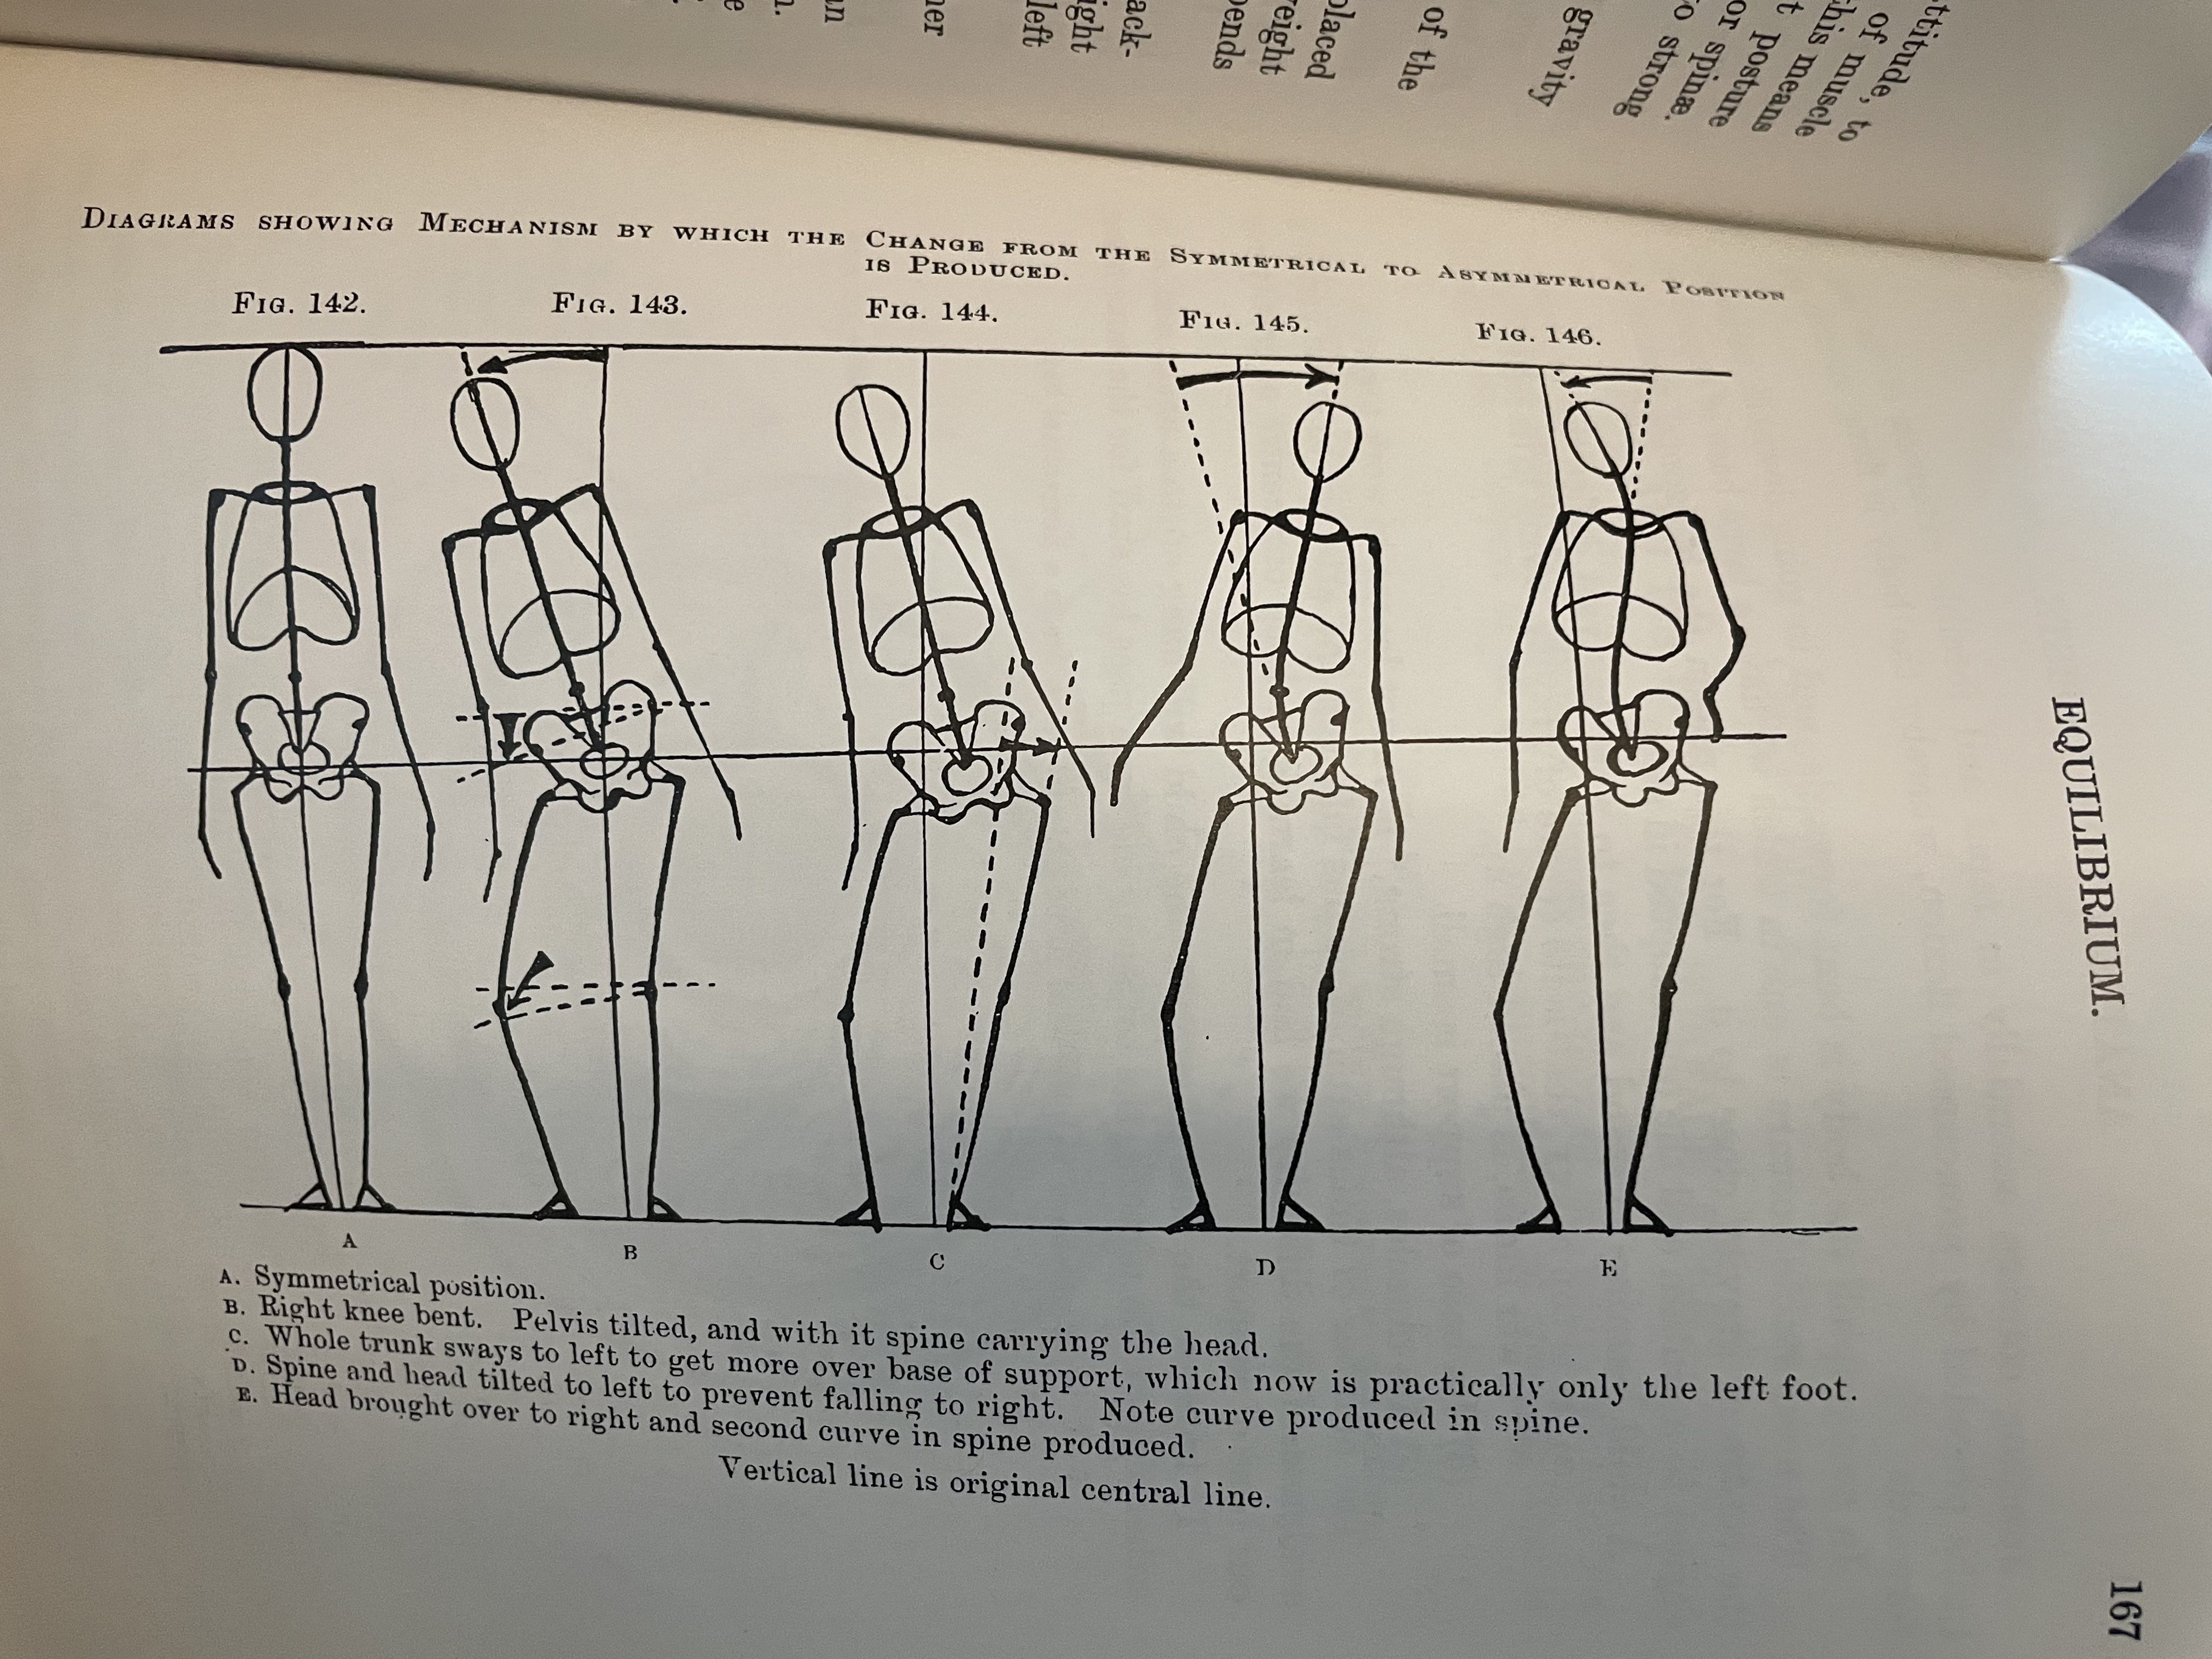 ttitude, to
of muscle
his means
t posture
or spinæ.
o strong
gravity
of the
placed
eight
pends
ack-
ight
left
ner
un
DIAGRAMS SHOWING MECHANISM BY WHICH THE CHANGE FROM THE SYMMETRICAL TO ASYMMETRICAL POSITION
IS PRODUCED.
FIG. 142.
FIG. 143.
FIG. 144.
FIG. 145.
FIG. 146.
A
B
C
D
E
A. Symmetrical position.
B. Right knee bent. Pelvis tilted, and with it spine carrying the head.
C. Whole trunk sways to left to get more over base of support, which now is practically only the left foot.
D. Spine and head tilted to left to prevent falling to right. Note curve produced in spine.
E. Head brought over to right and second curve in spine produced.
Vertical line is original central line.
EQUILIBRIUM.
167